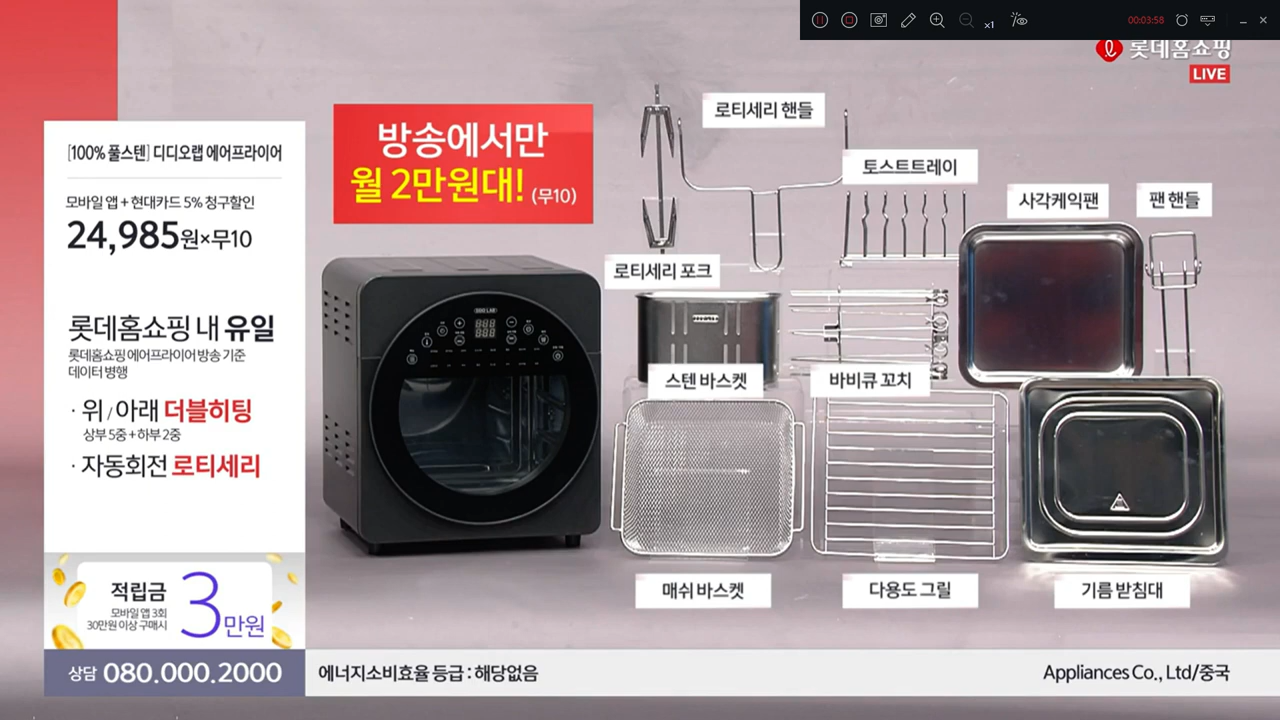 x1
00:03:58
롯데홈쇼핑
LIVE
[100% 풀스텐] 디디오랩 에어프라이어
모바일 앱 + 현대카드 5% 청구할인
24,985원×무10
롯데홈쇼핑 내 유일
롯데홈쇼핑 에어프라이어 방송 기준
데이터 병행
· 위 / 아래 더블히팅
상부 5중 + 하부 2중
· 자동회전 로티세리
적립금
모바일 앱 3회
30만원 이상 구매시
3만원
상담 080.000.2000
방송에서만
월 2만원대! (무10)
로티세리 핸들
토스트트레이
사각케익팬
팬 핸들
로티세리 포크
스텐 바스켓
바비큐 꼬치
매쉬 바스켓
다용도 그릴
기름 받침대
에너지소비효율 등급 : 해당없음
Appliances Co., Ltd/중국